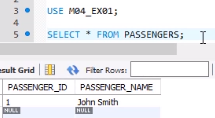 3 USE M04_EX01;
4
5 SELECT * FROM PASSENGERS;
Result Grid Filter Rows:
PASSENGER_ID PASSENGER_NAME
1 John Smith
NULL NULL